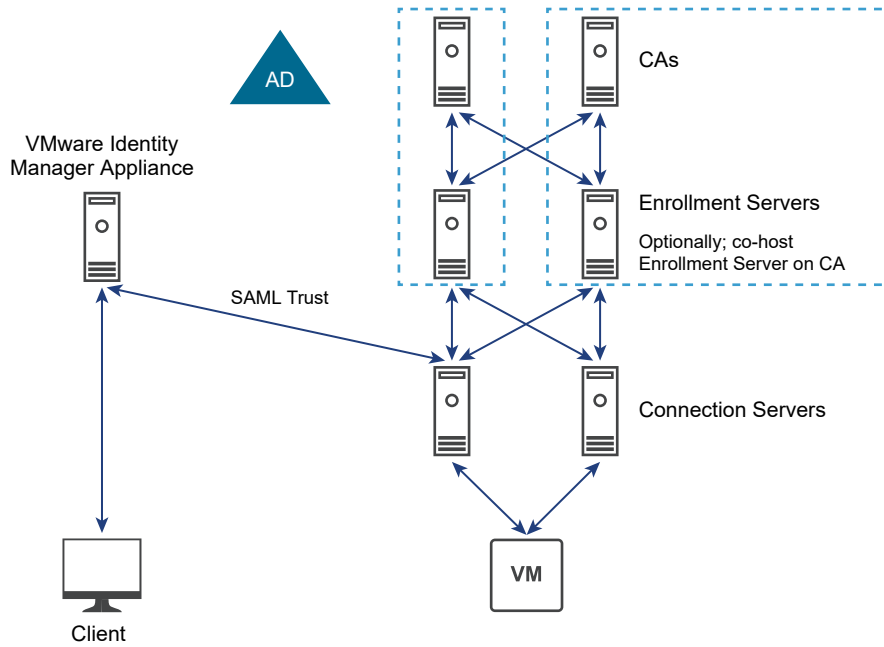 AD
CAs
VMware Identity
Manager Appliance
Enrollment Servers
Optionally; co-host
Enrollment Server on CA
SAML Trust
Connection Servers
VM
Client